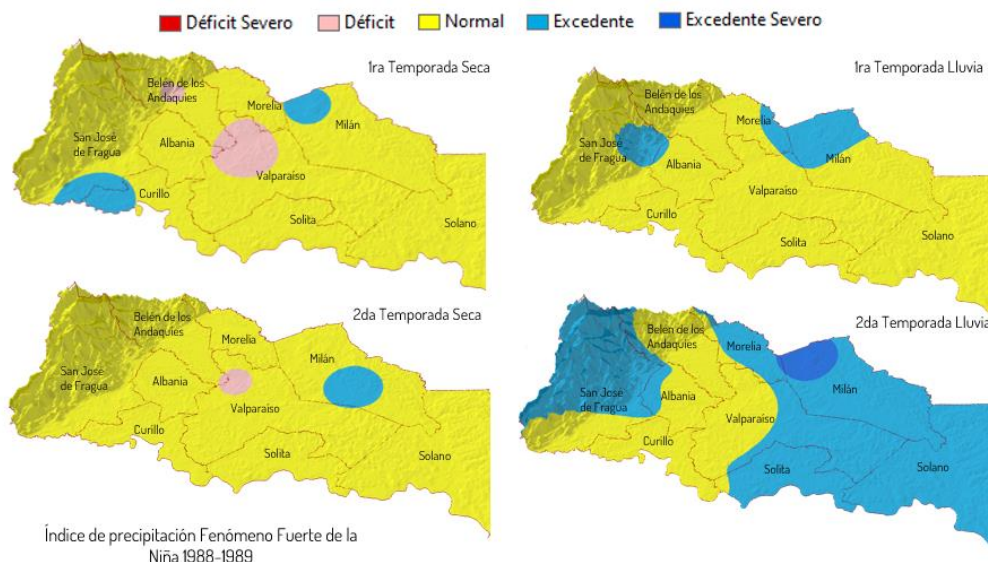 Déficit Severo Déficit Normal Excedente Excedente Severo
1ra Temporada Seca
Belén de los
Andaquies
Morelia
Milán
San José
de Fragua
Albania
Valparaíso
Curillo
Solita
Solano
1ra Temporada Lluvia
Belén de los
Andaquies
Morelia
Milán
San José
de Fragua
Albania
Valparaíso
Curillo
Solita
Solano
2da Temporada Seca
Belén de los
Andaquies
Morelia
Milán
San José
de Fragua
Albania
Valparaíso
Curillo
Solita
Solano
2da Temporada Lluvia
Belén de los
Andaquies
Morelia
Milán
San José
de Fragua
Albania
Valparaíso
Curillo
Solita
Solano
Índice de precipitación Fenómeno Fuerte de la
Niña 1988-1989